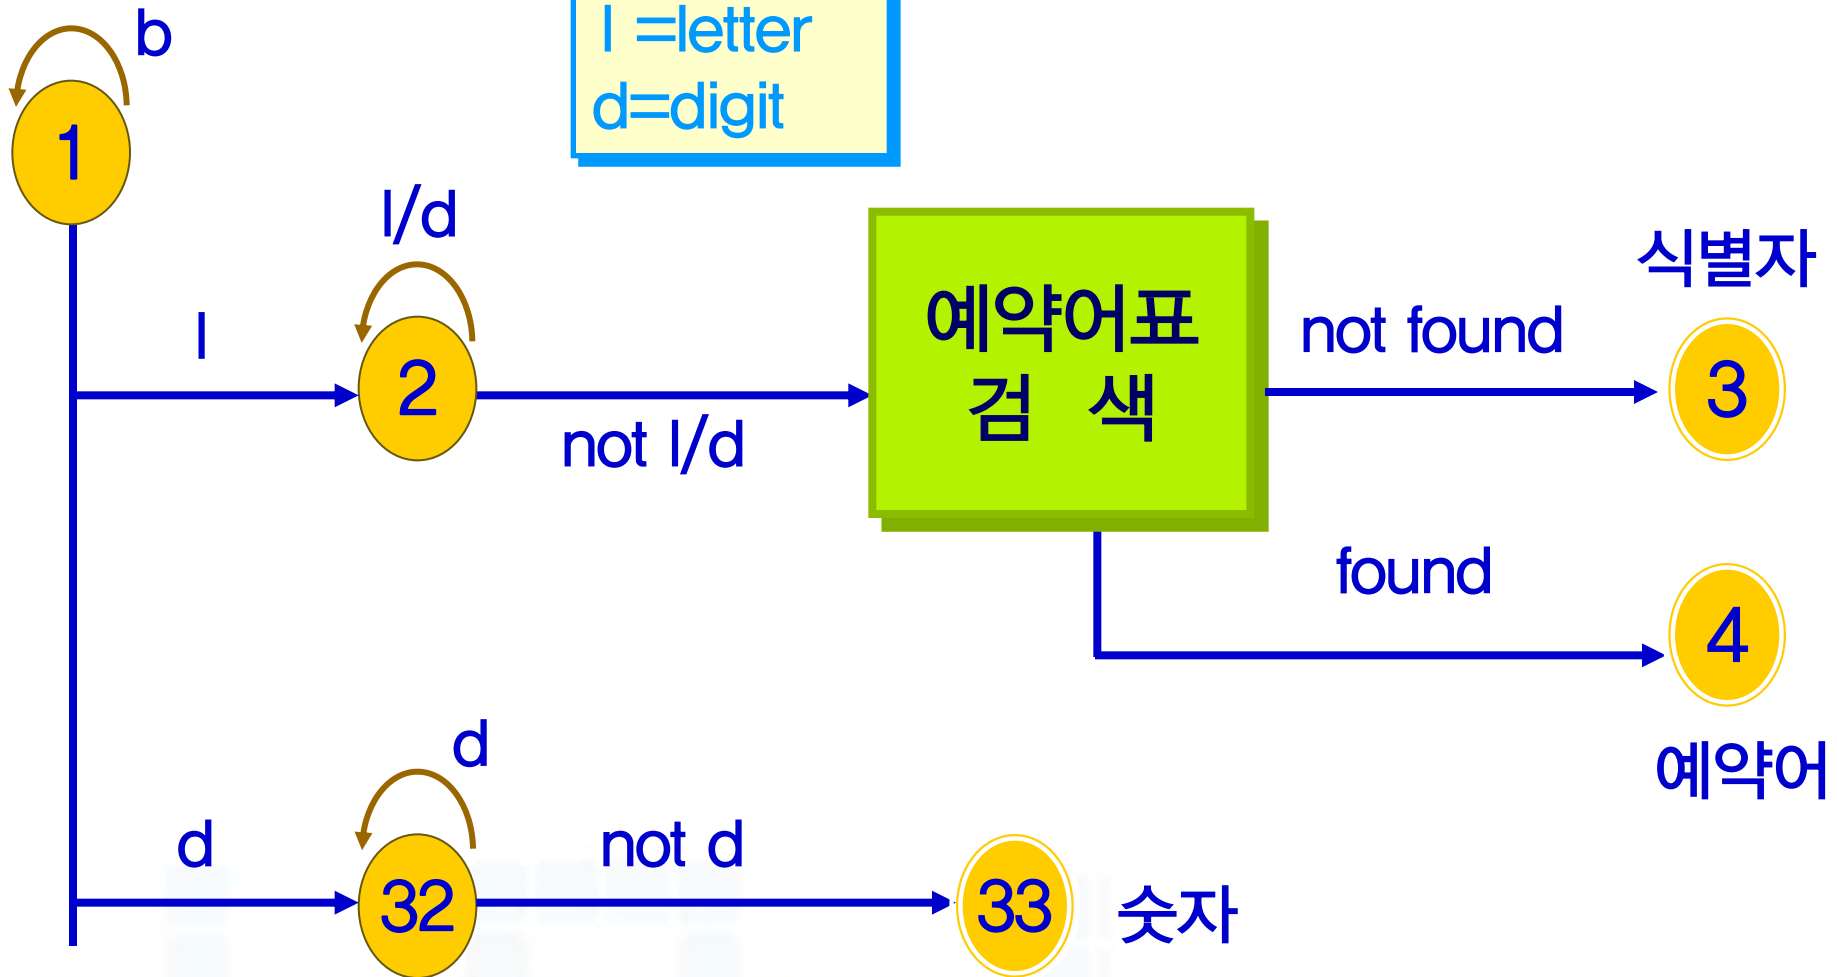 b
l =letter
d=digit
1
l/d
식별자
l
예약어표
not found
2
3
검 색
not l/d
found
4
d
예약어
d
not d
32
33
숫자